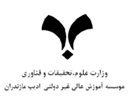 وزارت علوم، تحقیقات و فناوری
موسسه آموزش عالی غیر دولتی ادیب مازندران